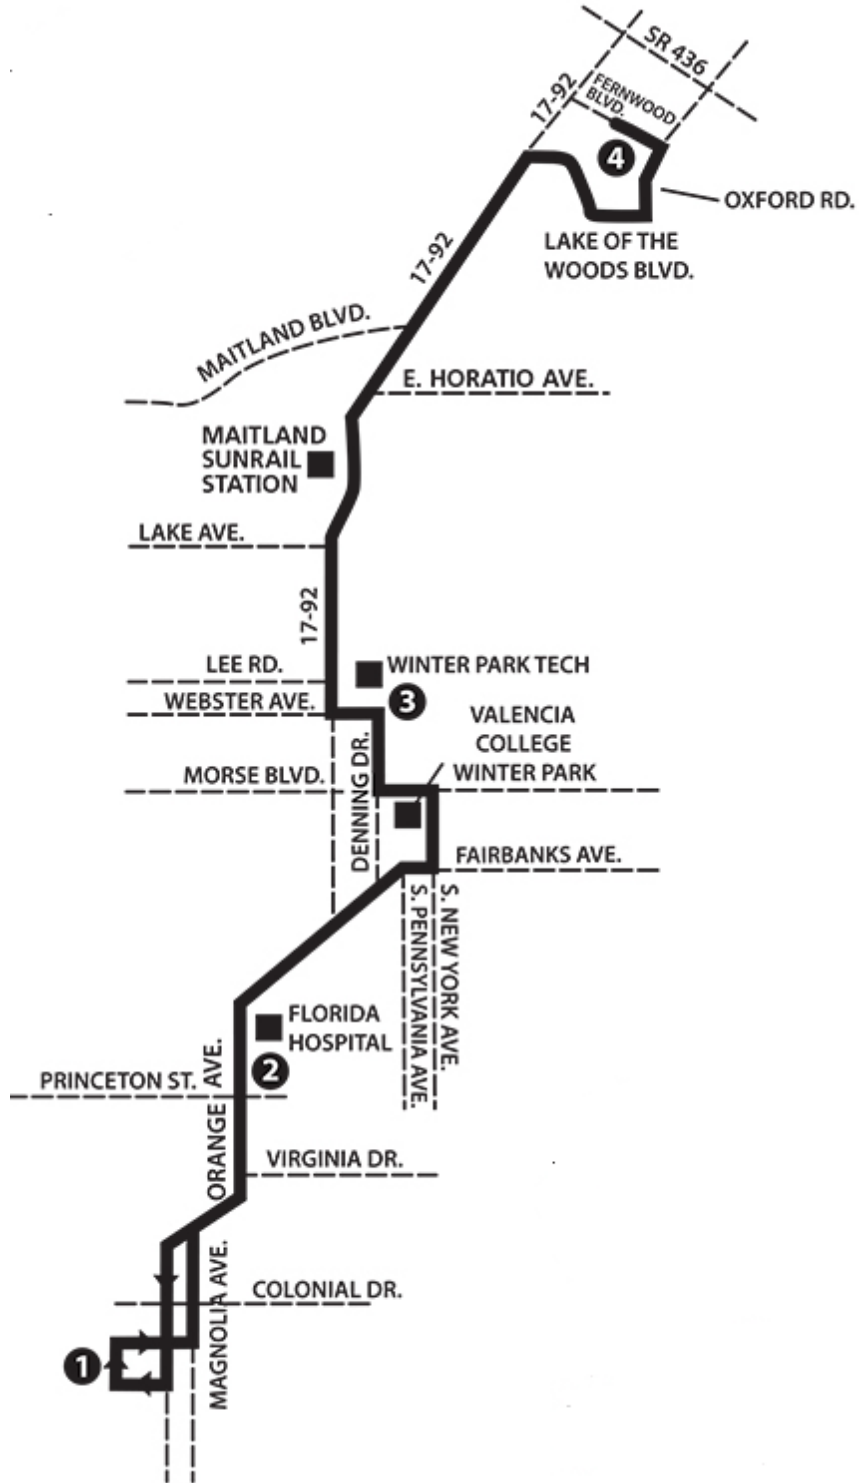 SR 436
17-92
FERNWOOD
BLVD.
4
OXFORD RD.
LAKE OF THE
WOODS BLVD.
17-92
MAITLAND BLVD.
E. HORATIO AVE.
MAITLAND
SUNRAIL
STATION
LAKE AVE.
17-92
LEE RD.
WINTER PARK TECH
WEBSTER AVE.
3
VALENCIA
COLLEGE
WINTER PARK
MORSE BLVD.
DENNING DR.
FAIRBANKS AVE.
S. PENNSYLVANIA AVE.
S. NEW YORK AVE.
FLORIDA
HOSPITAL
2
PRINCETON ST.
ORANGE AVE.
VIRGINIA DR.
MAGNOLIA AVE.
COLONIAL DR.
1